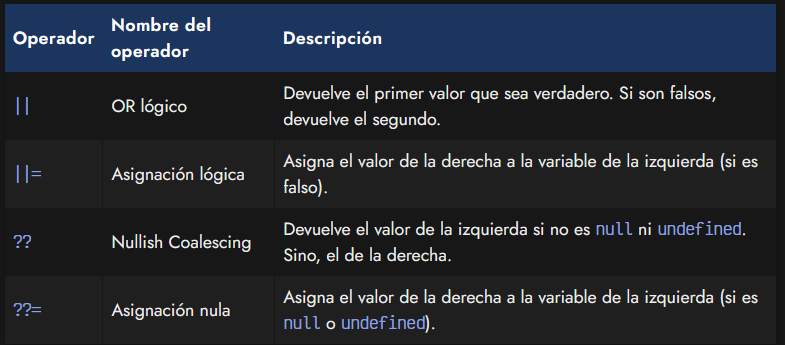 Operador Nombre del operador Descripción
|| OR lógico Devuelve el primer valor que sea verdadero. Si son falsos,
devuelve el segundo.
||= Asignación lógica Asigna el valor de la derecha a la variable de la izquierda (si es
falso).
?? Nullish Coalescing Devuelve el valor de la izquierda si no es null ni undefined.
Sino, el de la derecha.
??= Asignación nula Asigna el valor de la derecha a la variable de la izquierda (si es
null o undefined).